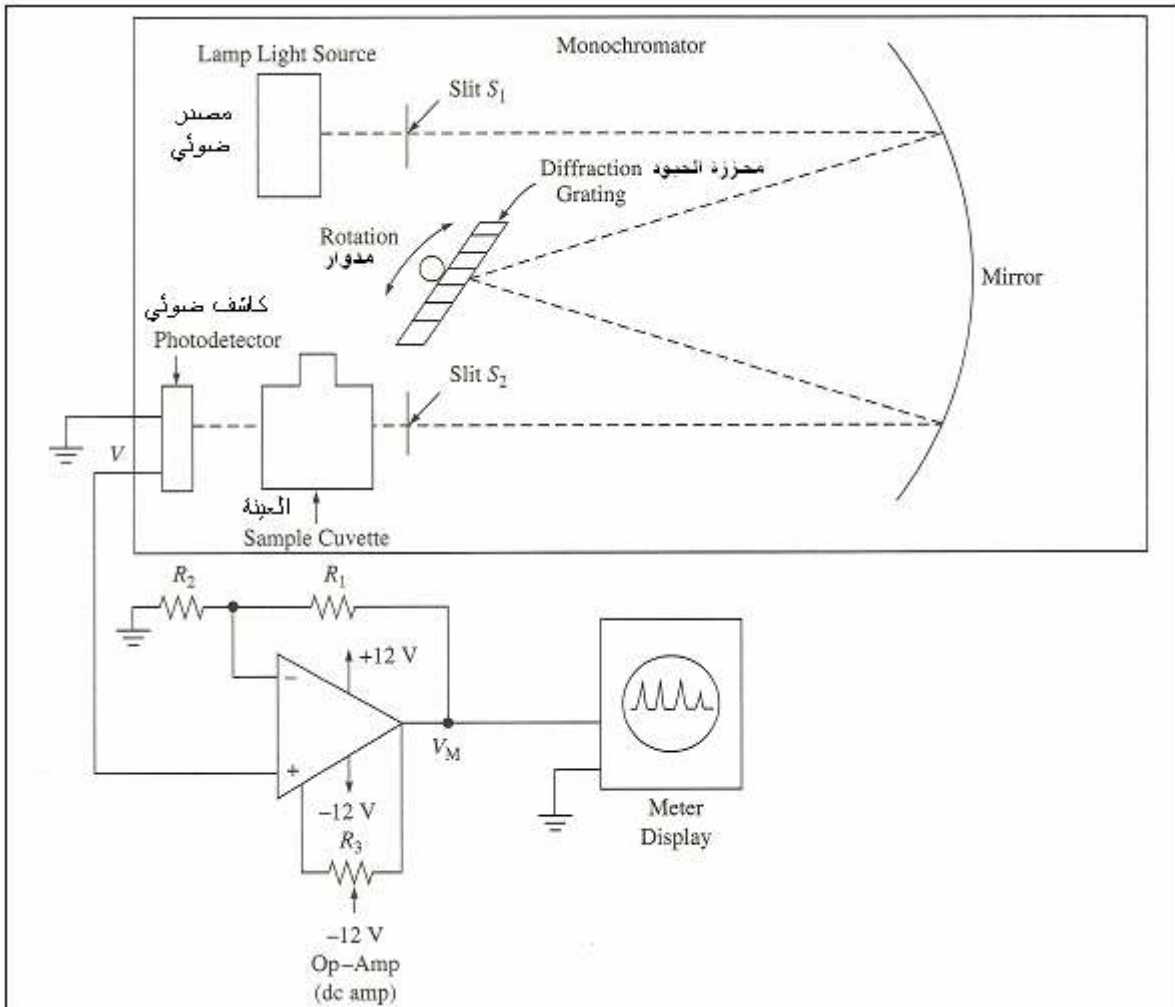 Monochromator
Lamp Light Source
مصدر
ضوئي
Slit S1
Diffraction محززة الحيود
Grating
Rotation
مدوار
Mirror
كاشف ضوئي
Photodetector
Slit S2
V
العينة
Sample Cuvette
R2
R1
+12 V
−
+
VM
−12 V
R3
−12 V
Op–Amp
(dc amp)
Meter
Display